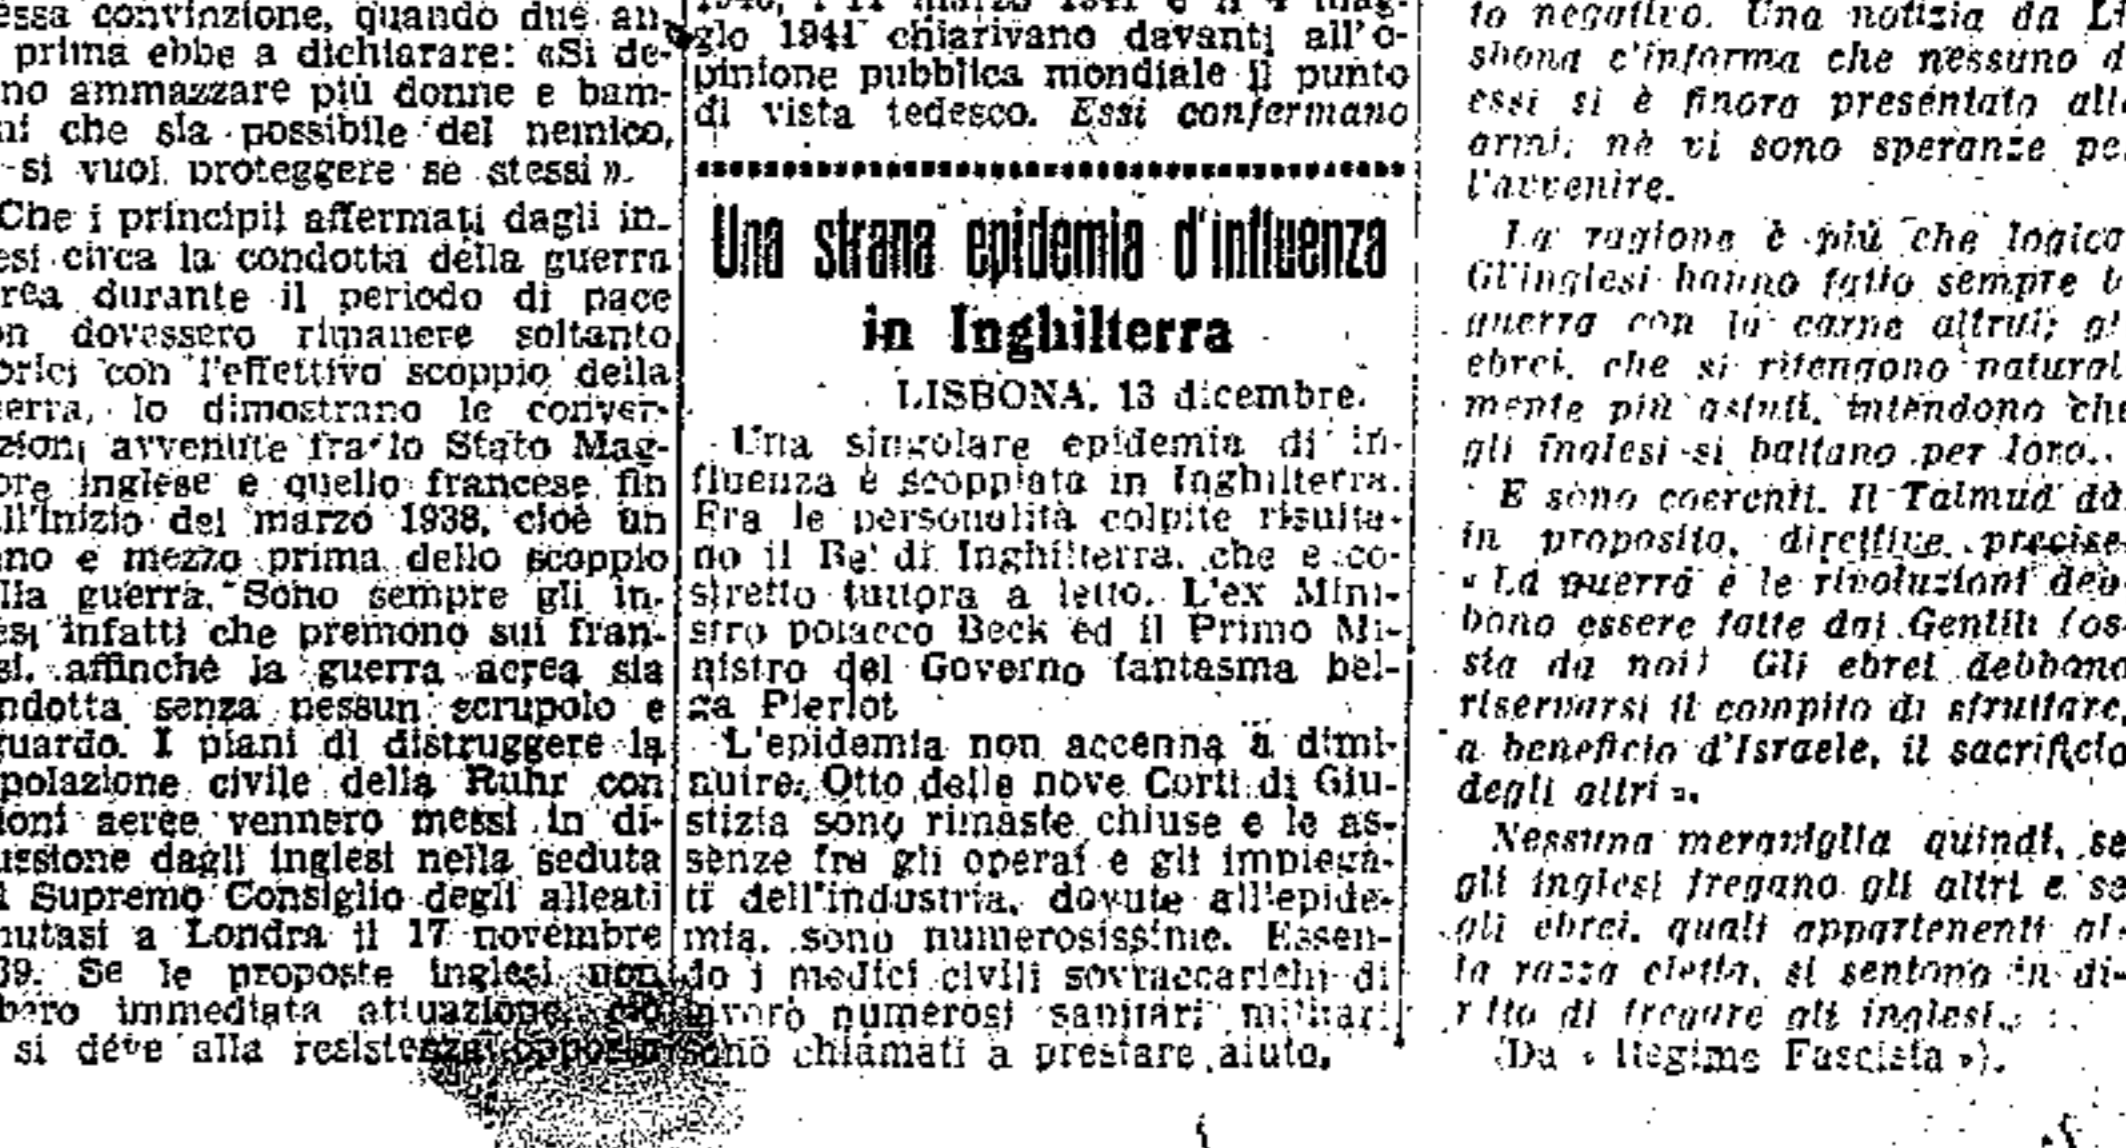 essa convinzione, quando due an-
prima ebbe a dichiarare: «Si de-
no ammazzare più donne e bam-
ni che sia possibile del nemico,
si vuol proteggere se stessi».
Che i principii affermati dagli in-
esi circa la condotta della guerra
rea durante il periodo di pace
on dovessero rimanere soltanto
orici con l'effettivo scoppio della
erra, lo dimostrano le conver-
zioni avvenute fra lo Stato Mag-
ore inglese e quello francese fin
ll'inizio del marzo 1938, cioè un
no e mezzo prima dello scoppio
lla guerra. Sono sempre gli in-
esi infatti che premono sui fran-
si, affinchè la guerra aerea sia
ndotta senza nessun scrupolo e
guardo. I piani di distruggere la
polazione civile della Ruhr con
ioni aeree vennero messi in di-
ussione dagli inglesi nella seduta
l Supremo Consiglio degli alleati
nutasi a Londra il 17 novembre
39. Se le proposte inglesi non
bero immediata attuazione, ciò
si deve alla
1941 chiarivano davanti all'o-
pinione pubblica mondiale il punto
di vista tedesco. Essi confermano
Una strana epidemia d'influenza
in Inghilterra
LISBONA, 13 dicembre.
Una singolare epidemia di in-
fluenza è scoppiata in Inghilterra.
Fra le personalità colpite risulta-
no il Re di Inghilterra, che è co-
stretto tuttora a letto. L'ex Mini-
stro polacco Beck ed il Primo Mi-
nistro del Governo fantasma bel-
ga Pierlot
L'epidemia non accenna a dimi-
nuire. Otto delle nove Corti di Giu-
stizia sono rimaste chiuse e le as-
senze fra gli operai e gli impiega-
ti dell'industria, dovute all'epide-
mia, sono numerosissime. Essen-
do i medici civili sovraccarichi di
lavoro numerosi sanitari militari
sono chiamati a prestare aiuto.
to negativo. Una notizia da Li
sbona c'informa che nessuno d
essi si è finora presentato all
armi; nè vi sono speranze pe
l'avvenire.
La ragione è più che logica
Gl'inglesi hanno fatto sempre l
guerra con la carne altrui; gl
ebrei, che si ritengono natural
mente più astuti, intendono che
gli inglesi si battano per loro.
E sono coerenti. Il Talmud dà
in proposito, direttive precise
« La guerra e le rivoluzioni deb
bono essere fatte dai Gentili (os
sia da noi) Gli ebrei debbono
riservarsi il compito di sfruttare,
a beneficio d'Israele, il sacrificio
degli altri ».
Nessuna meraviglia quindi, se
gli inglesi fregano gli altri e se
gli ebrei, quali appartenenti al-
la razza eletta, si sentono in di-
ritto di fregare gli inglesi.
(Da « Regime Fascista »).